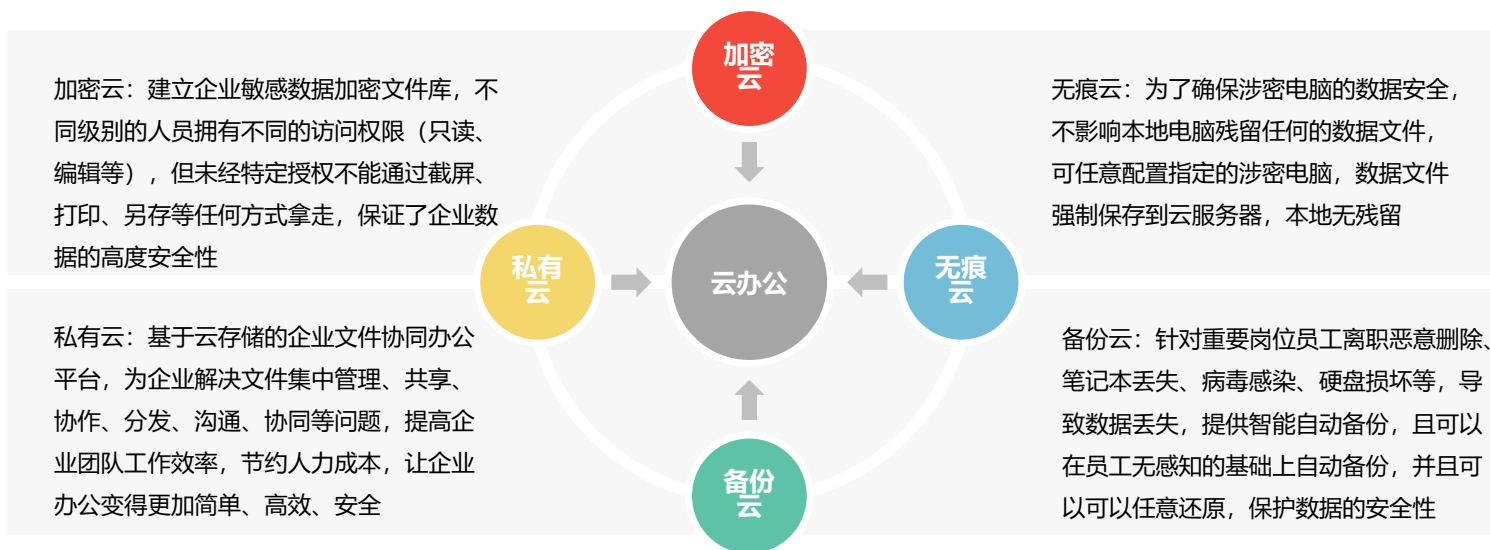 加密
云
加密云：建立企业敏感数据加密文件库，不
同级别的人员拥有不同的访问权限（只读、
编辑等），但未经特定授权不能通过截屏、
打印、另存等任何方式拿走，保证了企业数
据的高度安全性
无痕云：为了确保涉密电脑的数据安全，
不影响本地电脑残留任何的数据文件，
可任意配置指定的涉密电脑，数据文件
强制保存到云服务器，本地无残留
私有
云
云办公
无痕
云
私有云：基于云存储的企业文件协同办公
平台，为企业解决文件集中管理、共享、
协作、分发、沟通、协同等问题，提高企
业团队工作效率，节约人力成本，让企业
办公变得更加简单、高效、安全
备份云：针对重要岗位员工离职恶意删除、
笔记本丢失、病毒感染、硬盘损坏等，导
致数据丢失，提供智能自动备份，且可以
在员工无感知的基础上自动备份，并且可
以可以任意还原，保护数据的安全性
备份
云